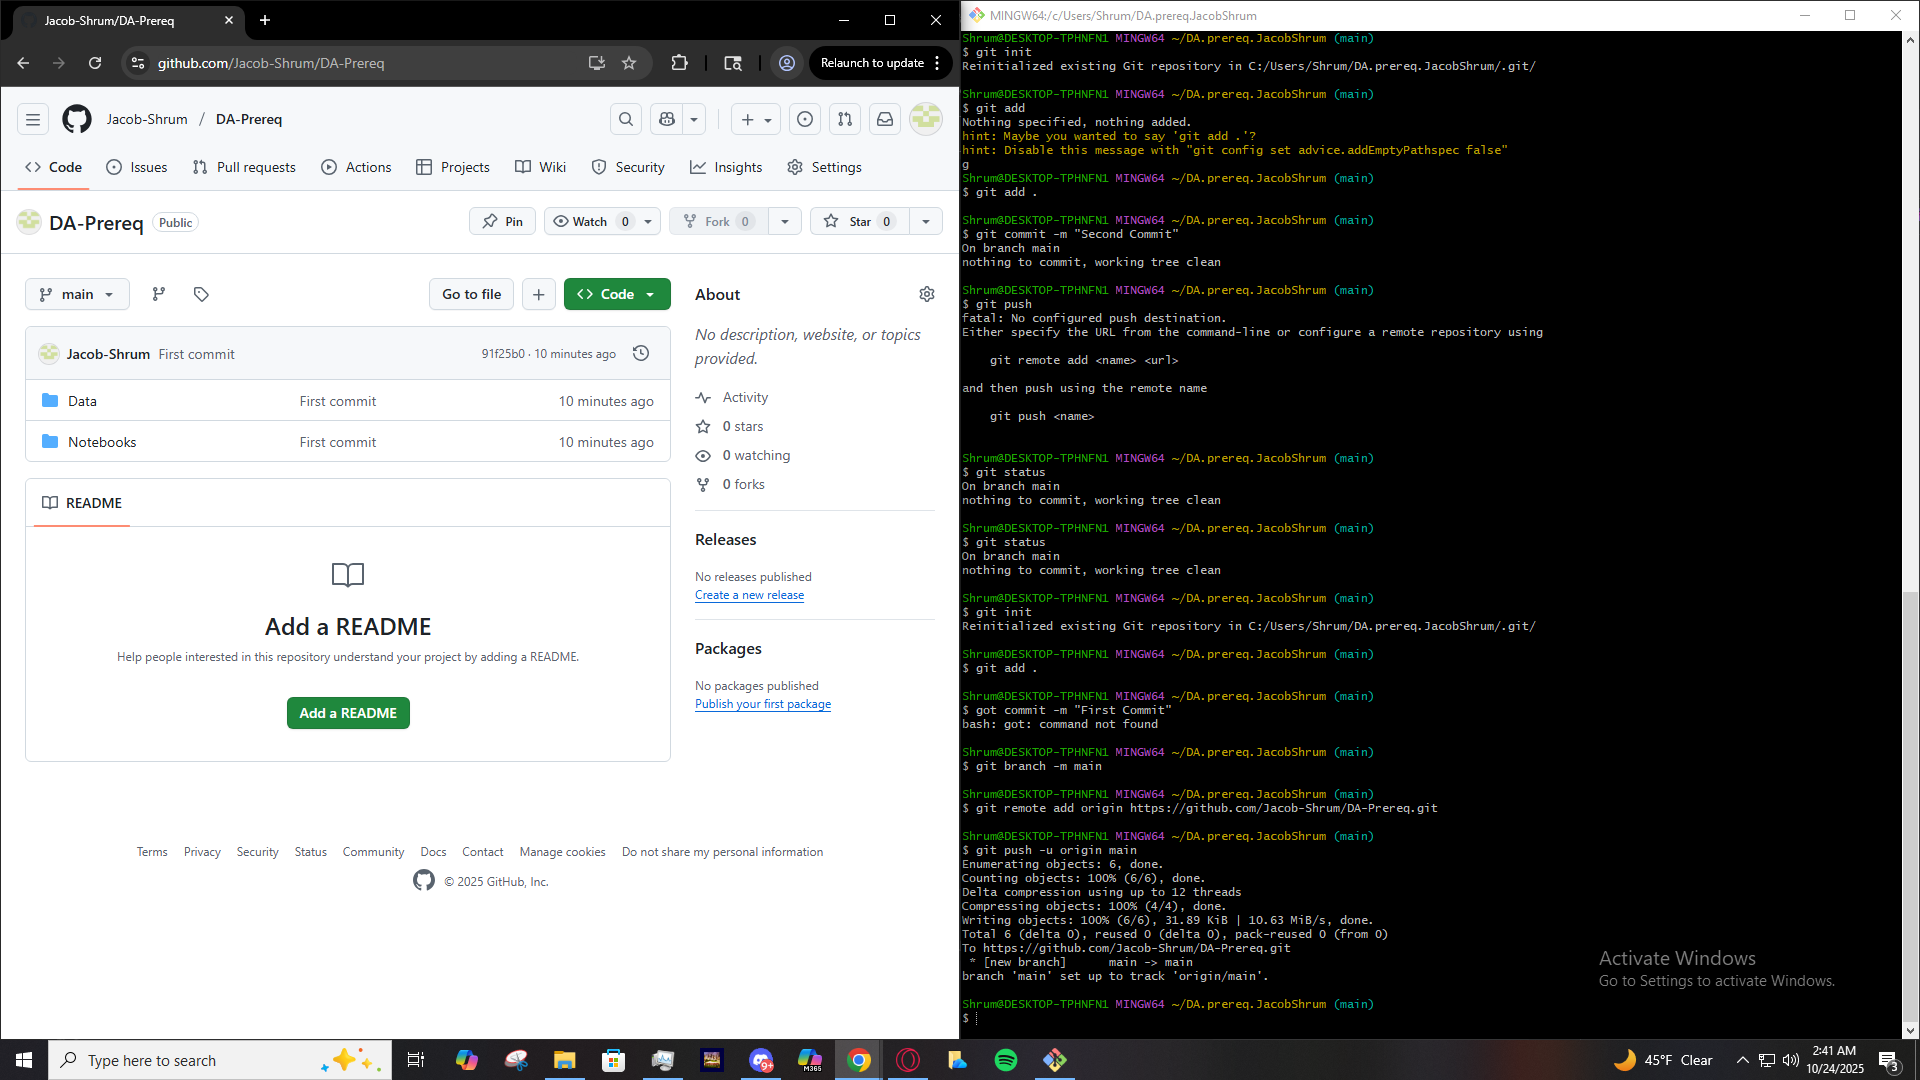 Jacob-Shrum/DA-Prereq
github.com/Jacob-Shrum/DA-Prereq
Relaunch to update
Jacob-Shrum / DA-Prereq
Code
Issues
Pull requests
Actions
Projects
Wiki
Security
Insights
Settings
DA-Prereq Public
Pin
Watch 0
Fork 0
Star 0
main
Go to file
Code
Jacob-Shrum First commit 91f25b0 · 10 minutes ago
Data First commit 10 minutes ago
Notebooks First commit 10 minutes ago
README
Add a README
Help people interested in this repository understand your project by adding a README.
Add a README
About
No description, website, or topics
provided.
Activity
0 stars
0 watching
0 forks
Releases
No releases published
Create a new release
Packages
No packages published
Publish your first package
Terms Privacy Security Status Community Docs Contact Manage cookies Do not share my personal information
© 2025 GitHub, Inc.
MINGW64:/c/Users/Shrum/DA.prereq.JacobShrum
Shrum@DESKTOP-TPHNFN1 MINGW64 ~/DA.prereq.JacobShrum (main)
$ git init
Reinitialized existing Git repository in C:/Users/Shrum/DA.prereq.JacobShrum/.git/
Shrum@DESKTOP-TPHNFN1 MINGW64 ~/DA.prereq.JacobShrum (main)
$ git add
Nothing specified, nothing added.
hint: Maybe you wanted to say 'git add .'?
hint: Disable this message with "git config set advice.addEmptyPathspec false"
g
Shrum@DESKTOP-TPHNFN1 MINGW64 ~/DA.prereq.JacobShrum (main)
$ git add .
Shrum@DESKTOP-TPHNFN1 MINGW64 ~/DA.prereq.JacobShrum (main)
$ git commit -m "Second Commit"
On branch main
nothing to commit, working tree clean
Shrum@DESKTOP-TPHNFN1 MINGW64 ~/DA.prereq.JacobShrum (main)
$ git push
fatal: No configured push destination.
Either specify the URL from the command-line or configure a remote repository using
git remote add <name> <url>
and then push using the remote name
git push <name>
Shrum@DESKTOP-TPHNFN1 MINGW64 ~/DA.prereq.JacobShrum (main)
$ git status
On branch main
nothing to commit, working tree clean
Shrum@DESKTOP-TPHNFN1 MINGW64 ~/DA.prereq.JacobShrum (main)
$ git status
On branch main
nothing to commit, working tree clean
Shrum@DESKTOP-TPHNFN1 MINGW64 ~/DA.prereq.JacobShrum (main)
$ git init
Reinitialized existing Git repository in C:/Users/Shrum/DA.prereq.JacobShrum/.git/
Shrum@DESKTOP-TPHNFN1 MINGW64 ~/DA.prereq.JacobShrum (main)
$ git add .
Shrum@DESKTOP-TPHNFN1 MINGW64 ~/DA.prereq.JacobShrum (main)
$ got commit -m "First Commit"
bash: got: command not found
Shrum@DESKTOP-TPHNFN1 MINGW64 ~/DA.prereq.JacobShrum (main)
$ git branch -m main
Shrum@DESKTOP-TPHNFN1 MINGW64 ~/DA.prereq.JacobShrum (main)
$ git remote add origin https://github.com/Jacob-Shrum/DA-Prereq.git
Shrum@DESKTOP-TPHNFN1 MINGW64 ~/DA.prereq.JacobShrum (main)
$ git push -u origin main
Enumerating objects: 6, done.
Counting objects: 100% (6/6), done.
Delta compression using up to 12 threads
Compressing objects: 100% (4/4), done.
Writing objects: 100% (6/6), 31.89 KiB | 10.63 MiB/s, done.
Total 6 (delta 0), reused 0 (delta 0), pack-reused 0 (from 0)
To https://github.com/Jacob-Shrum/DA-Prereq.git
* [new branch] main -> main
branch 'main' set up to track 'origin/main'.
Shrum@DESKTOP-TPHNFN1 MINGW64 ~/DA.prereq.JacobShrum (main)
$
Activate Windows
Go to Settings to activate Windows.
Type here to search
9+
M365
45°F Clear
2:41 AM
10/24/2025
3